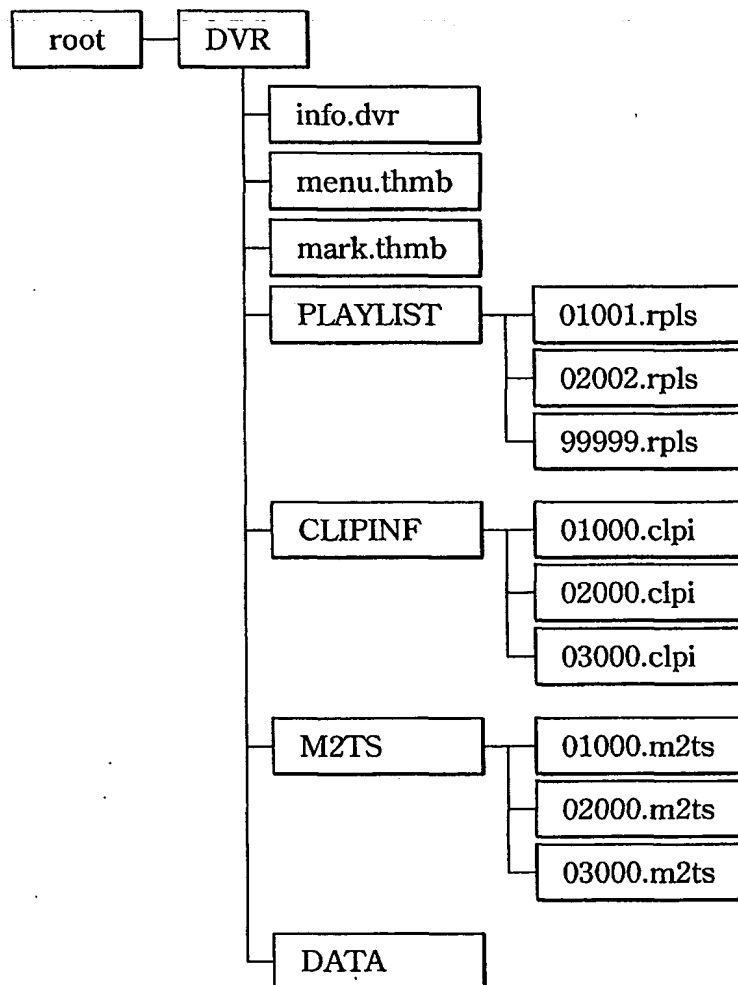 root DVR
info.dvr
menu.thmb
mark.thmb
PLAYLIST 01001.rpls
02002.rpls
99999.rpls
CLIPINF 01000.clpi
02000.clpi
03000.clpi
M2TS 01000.m2ts
02000.m2ts
03000.m2ts
DATA